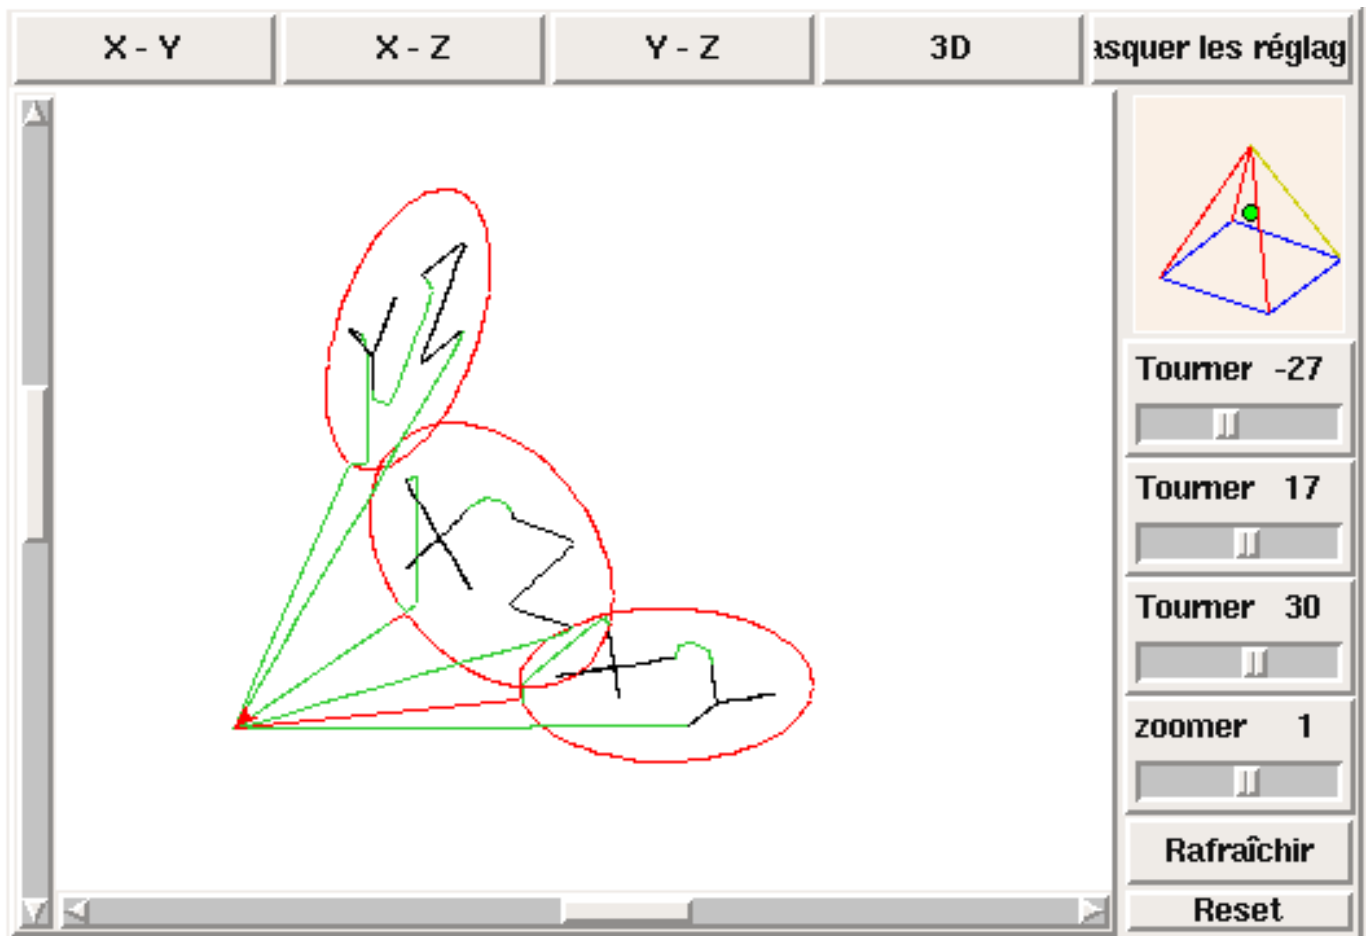 X - Y X - Z Y - Z 3D asquer les réglag
Tourner -27
Tourner 17
Tourner 30
zoomer 1
Rafraîchir
Reset
Y Z
X Z
X Y